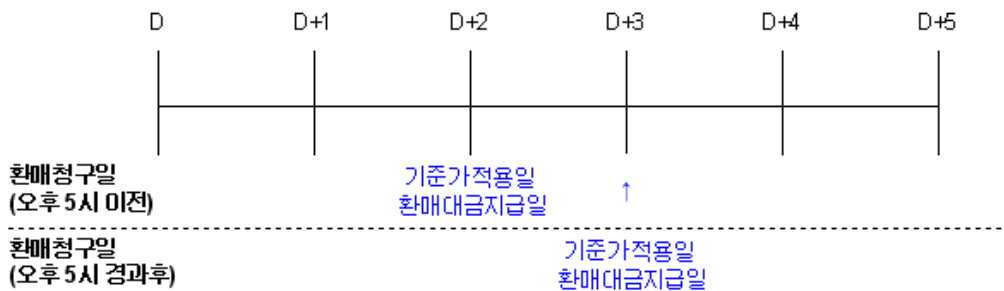 D D+1 D+2 D+3 D+4 D+5
환매청구일
(오후 5시 이전)
기준가적용일
환매대금지급일
↑
환매청구일
(오후 5시 경과후)
기준가적용일
환매대금지급일